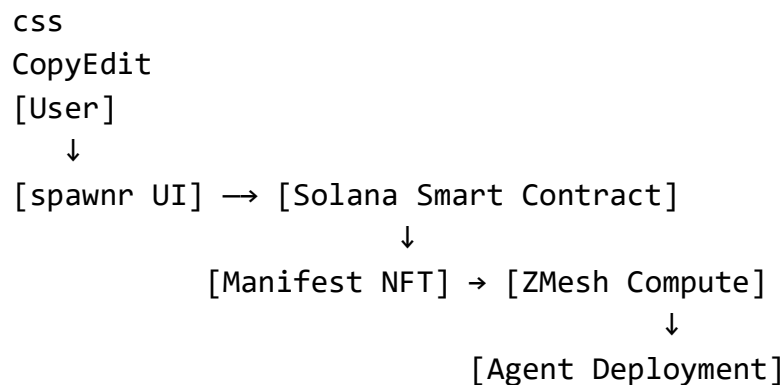 css
CopyEdit
[User]
↓
[spawnr UI] —→ [Solana Smart Contract]
↓
[Manifest NFT] → [ZMesh Compute]
↓
[Agent Deployment]